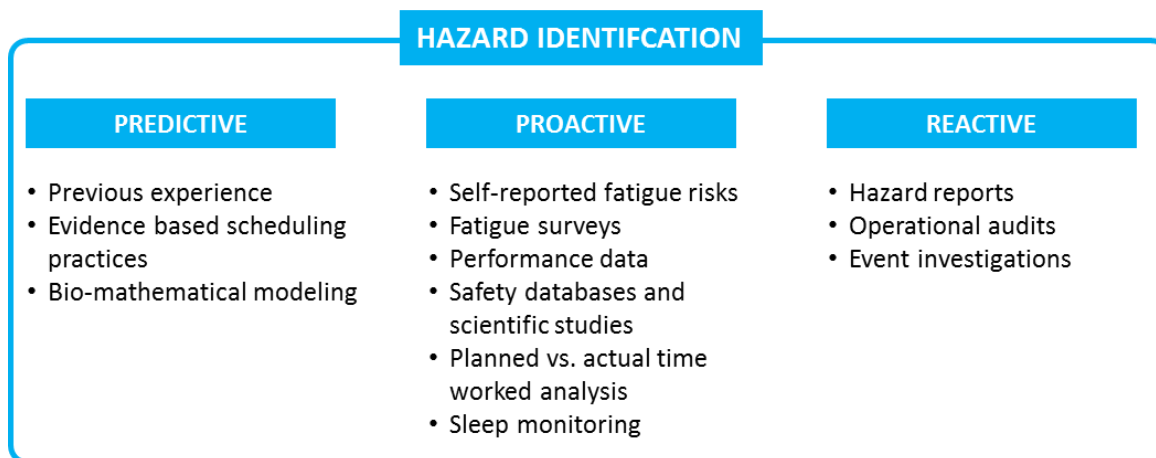 HAZARD IDENTIFCATION
PREDICTIVE
• Previous experience
• Evidence based scheduling
practices
• Bio-mathematical modeling
PROACTIVE
• Self-reported fatigue risks
• Fatigue surveys
• Performance data
• Safety databases and
scientific studies
• Planned vs. actual time
worked analysis
• Sleep monitoring
REACTIVE
• Hazard reports
• Operational audits
• Event investigations